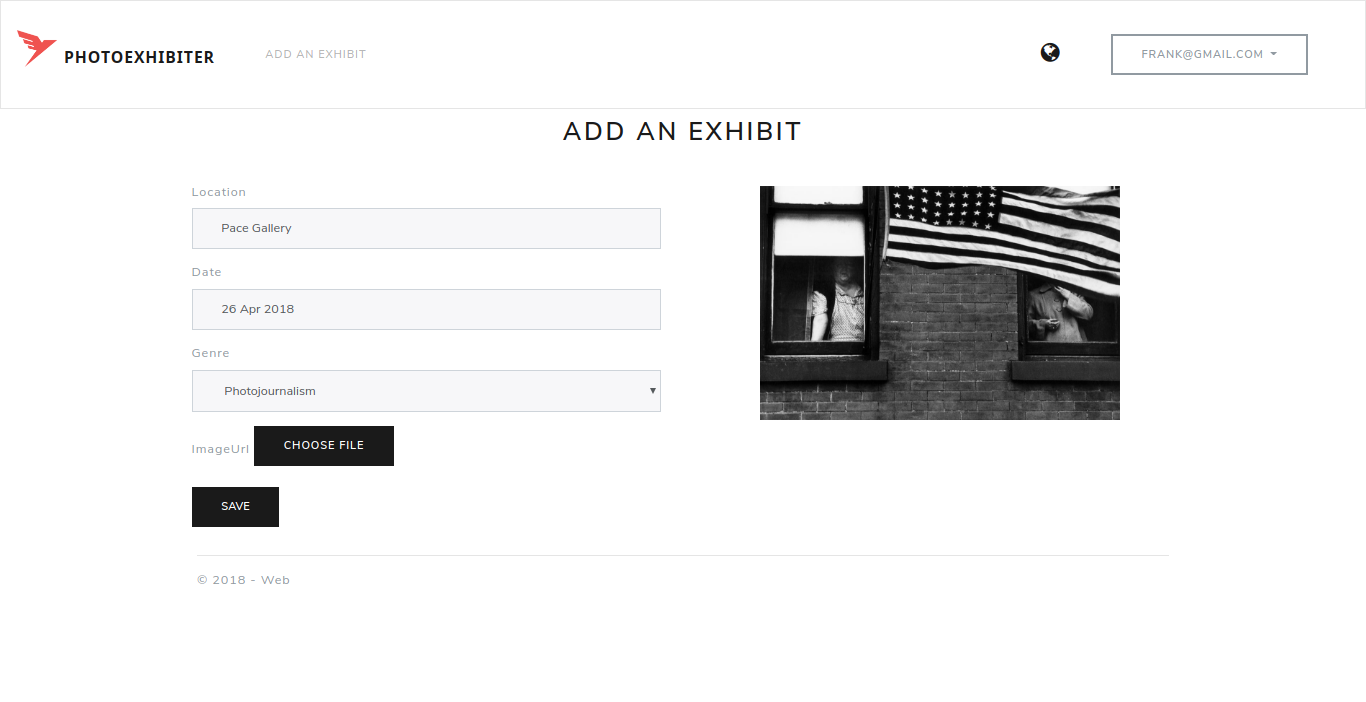 PHOTOEXHIBITER
ADD AN EXHIBIT
FRANK@GMAIL.COM
ADD AN EXHIBIT
Location
Pace Gallery
Date
26 Apr 2018
Genre
Photojournalism
ImageUrl CHOOSE FILE
SAVE
© 2018 - Web